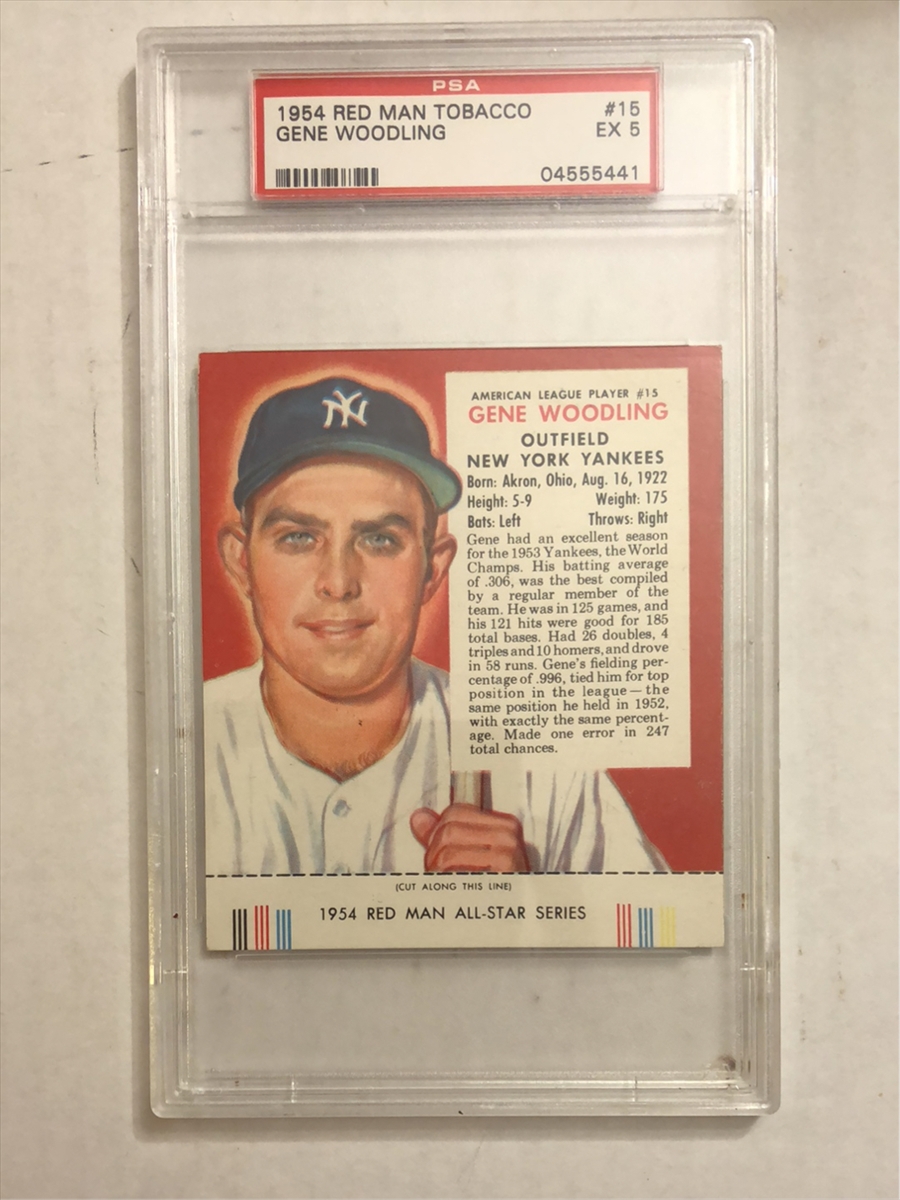 PSA
1954 RED MAN TOBACCO #15
GENE WOODLING EX 5
04555441
NY
AMERICAN LEAGUE PLAYER #15
GENE WOODLING
OUTFIELD
NEW YORK YANKEES
Born: Akron, Ohio, Aug. 16, 1922
Height: 5-9 Weight: 175
Bats: Left Throws: Right
Gene had an excellent season
for the 1953 Yankees, the World
Champs. His batting average
of .306, was the best compiled
by a regular member of the
team. He was in 125 games, and
his 121 hits were good for 185
total bases. Had 26 doubles, 4
triples and 10 homers, and drove
in 58 runs. Gene's fielding per-
centage of .996, tied him for top
position in the league — the
same position he held in 1952,
with exactly the same percent-
age. Made one error in 247
total chances.
(CUT ALONG THIS LINE)
1954 RED MAN ALL-STAR SERIES